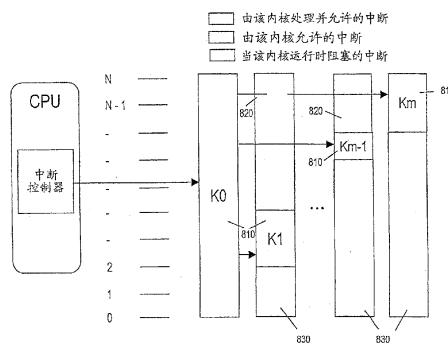 由该内核处理并允许的中断
由该内核允许的中断
当该内核运行时阻塞的中断
CPU
中断
控制器
N
N-1
-
-
-
-
-
2
1
0
K0
820
810
K1
...
820
Km-1
810
Km
81
830
830